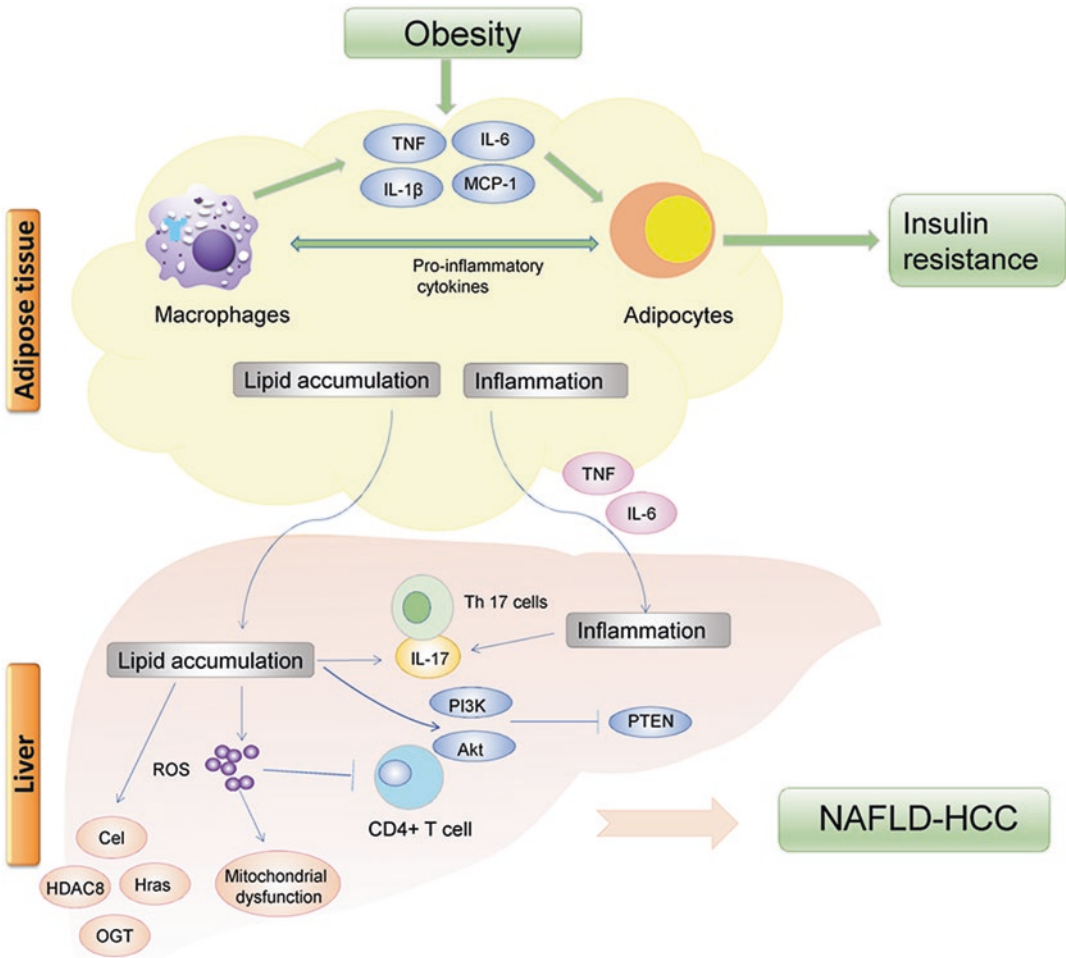 Obesity
TNF
IL-6
IL-1β
MCP-1
Pro-inflammatory
cytokines
Macrophages
Adipocytes
Insulin
resistance
Adipose tissue
Lipid accumulation
Inflammation
TNF
IL-6
Th 17 cells
IL-17
Inflammation
Lipid accumulation
PI3K
Akt
PTEN
ROS
CD4+ T cell
Liver
Cel
HDAC8
Hras
OGT
Mitochondrial
dysfunction
NAFLD-HCC